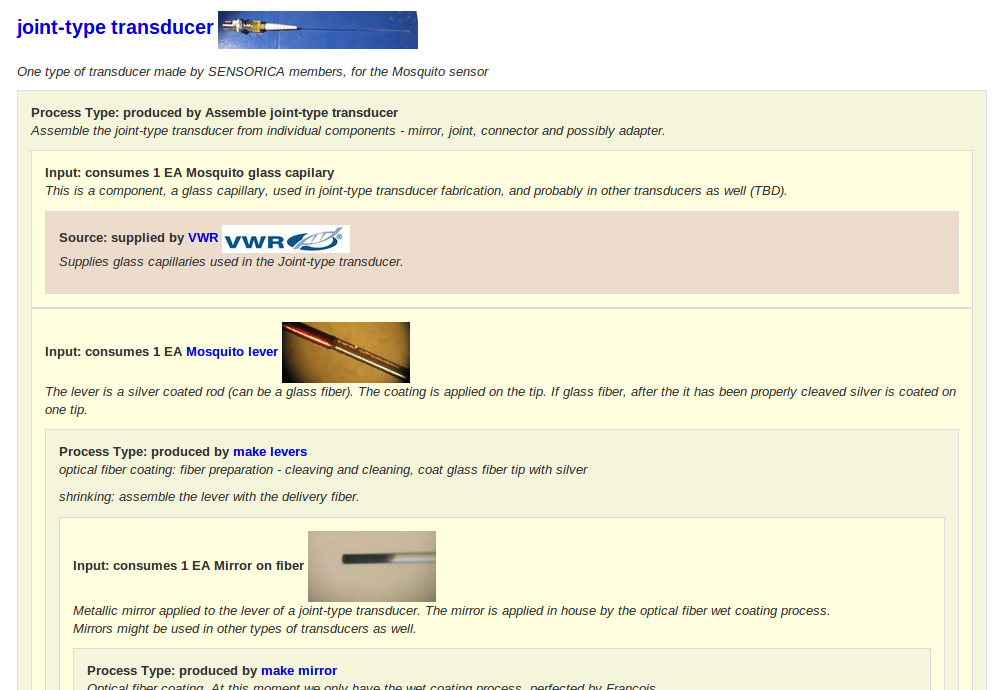 joint-type transducer
One type of transducer made by SENSORICA members, for the Mosquito sensor
Process Type: produced by Assemble joint-type transducer
Assemble the joint-type transducer from individual components - mirror, joint, connector and possibly adapter.
Input: consumes 1 EA Mosquito glass capilary
This is a component, a glass capillary, used in joint-type transducer fabrication, and probably in other transducers as well (TBD).
Source: supplied by VWR VWR®
Supplies glass capillaries used in the Joint-type transducer.
Input: consumes 1 EA Mosquito lever
The lever is a silver coated rod (can be a glass fiber). The coating is applied on the tip. If glass fiber, after the it has been properly cleaved silver is coated on
one tip.
Process Type: produced by make levers
optical fiber coating: fiber preparation - cleaving and cleaning, coat glass fiber tip with silver
shrinking: assemble the lever with the delivery fiber.
Input: consumes 1 EA Mirror on fiber
Metallic mirror applied to the lever of a joint-type transducer. The mirror is applied in house by the optical fiber wet coating process.
Mirrors might be used in other types of transducers as well.
Process Type: produced by make mirror
Optical fiber coating. At this moment we only have the wet coating process, perfected by Francois